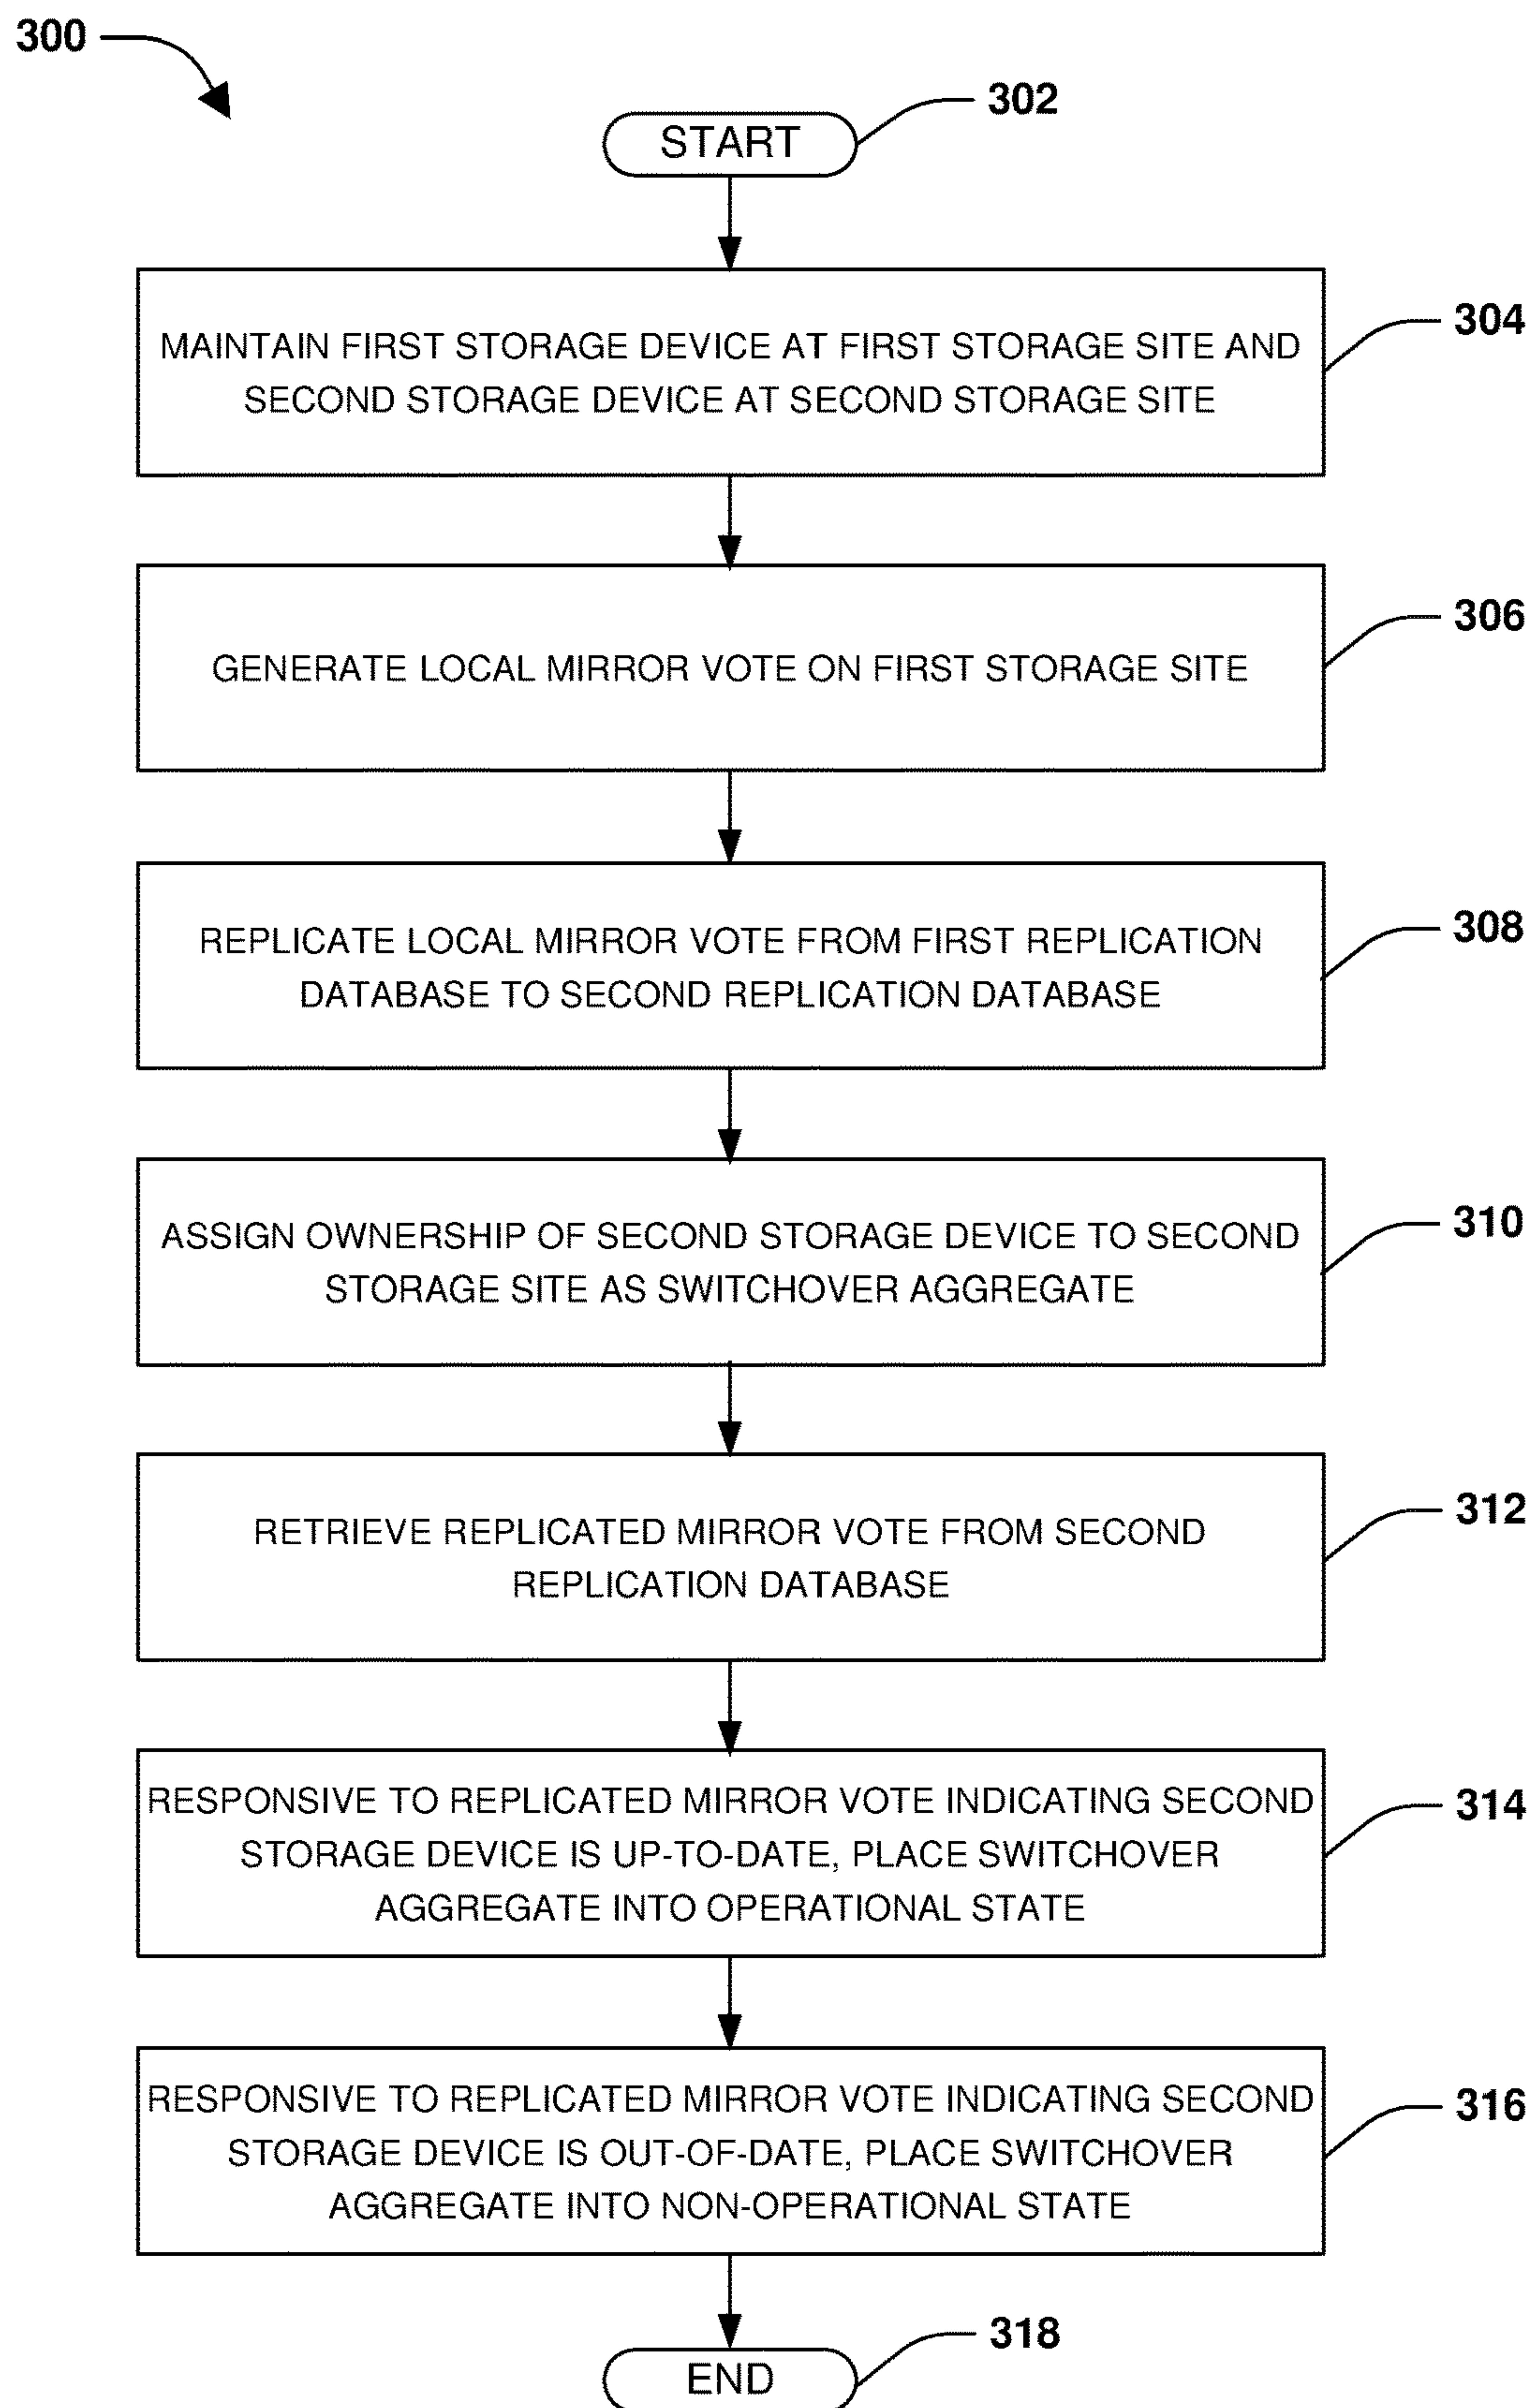 300
302
START
304
MAINTAIN FIRST STORAGE DEVICE AT FIRST STORAGE SITE AND
SECOND STORAGE DEVICE AT SECOND STORAGE SITE
306
GENERATE LOCAL MIRROR VOTE ON FIRST STORAGE SITE
308
REPLICATE LOCAL MIRROR VOTE FROM FIRST REPLICATION
DATABASE TO SECOND REPLICATION DATABASE
310
ASSIGN OWNERSHIP OF SECOND STORAGE DEVICE TO SECOND
STORAGE SITE AS SWITCHOVER AGGREGATE
312
RETRIEVE REPLICATED MIRROR VOTE FROM SECOND
REPLICATION DATABASE
314
RESPONSIVE TO REPLICATED MIRROR VOTE INDICATING SECOND
STORAGE DEVICE IS UP-TO-DATE, PLACE SWITCHOVER
AGGREGATE INTO OPERATIONAL STATE
316
RESPONSIVE TO REPLICATED MIRROR VOTE INDICATING SECOND
STORAGE DEVICE IS OUT-OF-DATE, PLACE SWITCHOVER
AGGREGATE INTO NON-OPERATIONAL STATE
318
END